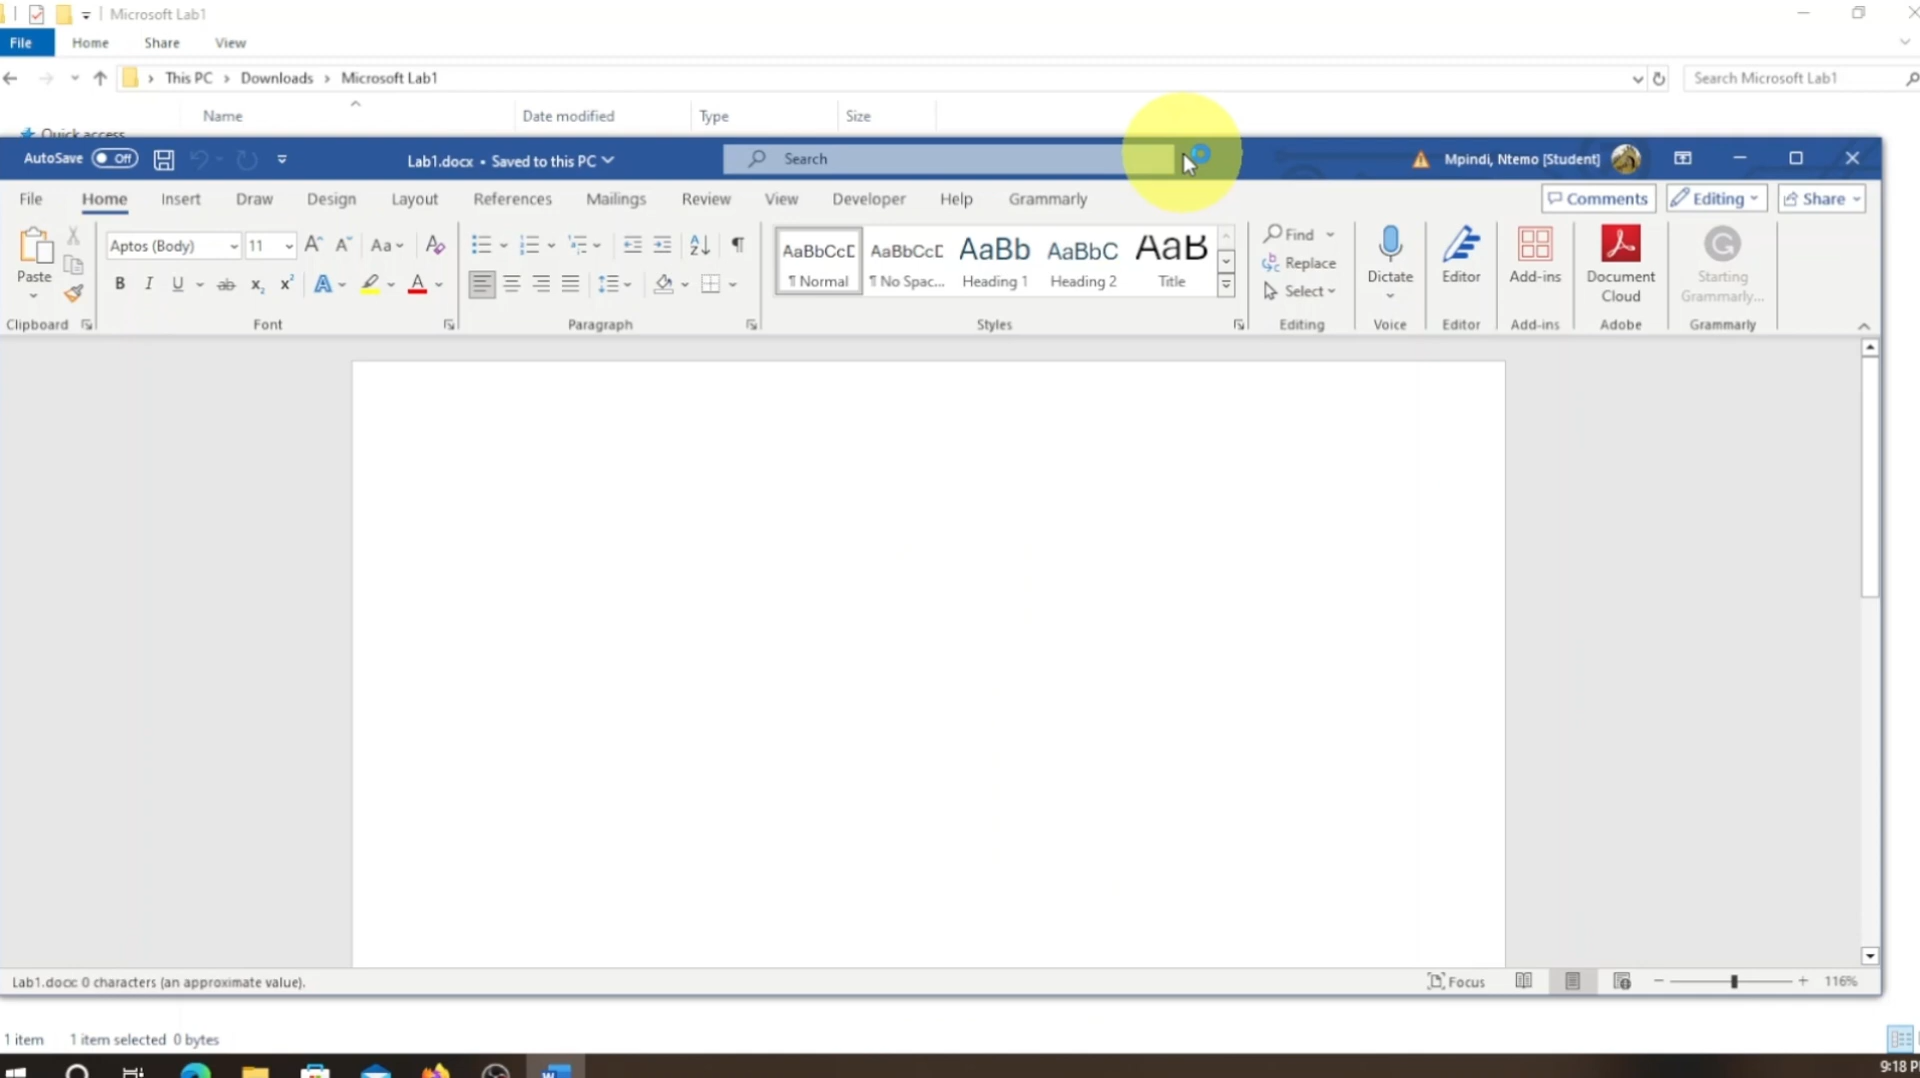 Microsoft Lab1
File Home Share View
This PC > Downloads > Microsoft Lab1 Search Microsoft Lab1
Name Date modified Type Size
Quick access
AutoSave Off Lab1.docx • Saved to this PC Search Mpindi, Ntemo [Student]
File Home Insert Draw Design Layout References Mailings Review View Developer Help Grammarly Comments Editing Share
Paste Aptos (Body) 11 Aa AaBbCcD AaBbCcD AaBb AaBbC AaB Find Dictate Editor Add-ins Document Cloud Starting Grammarly...
B I U ab x₂ x² A A ¶ Normal ¶ No Spac... Heading 1 Heading 2 Title Replace
Select
Clipboard Font Paragraph Styles Editing Voice Editor Add-ins Adobe Grammarly
Lab1.docx: 0 characters (an approximate value). Focus 116%
1 item 1 item selected 0 bytes
9:18